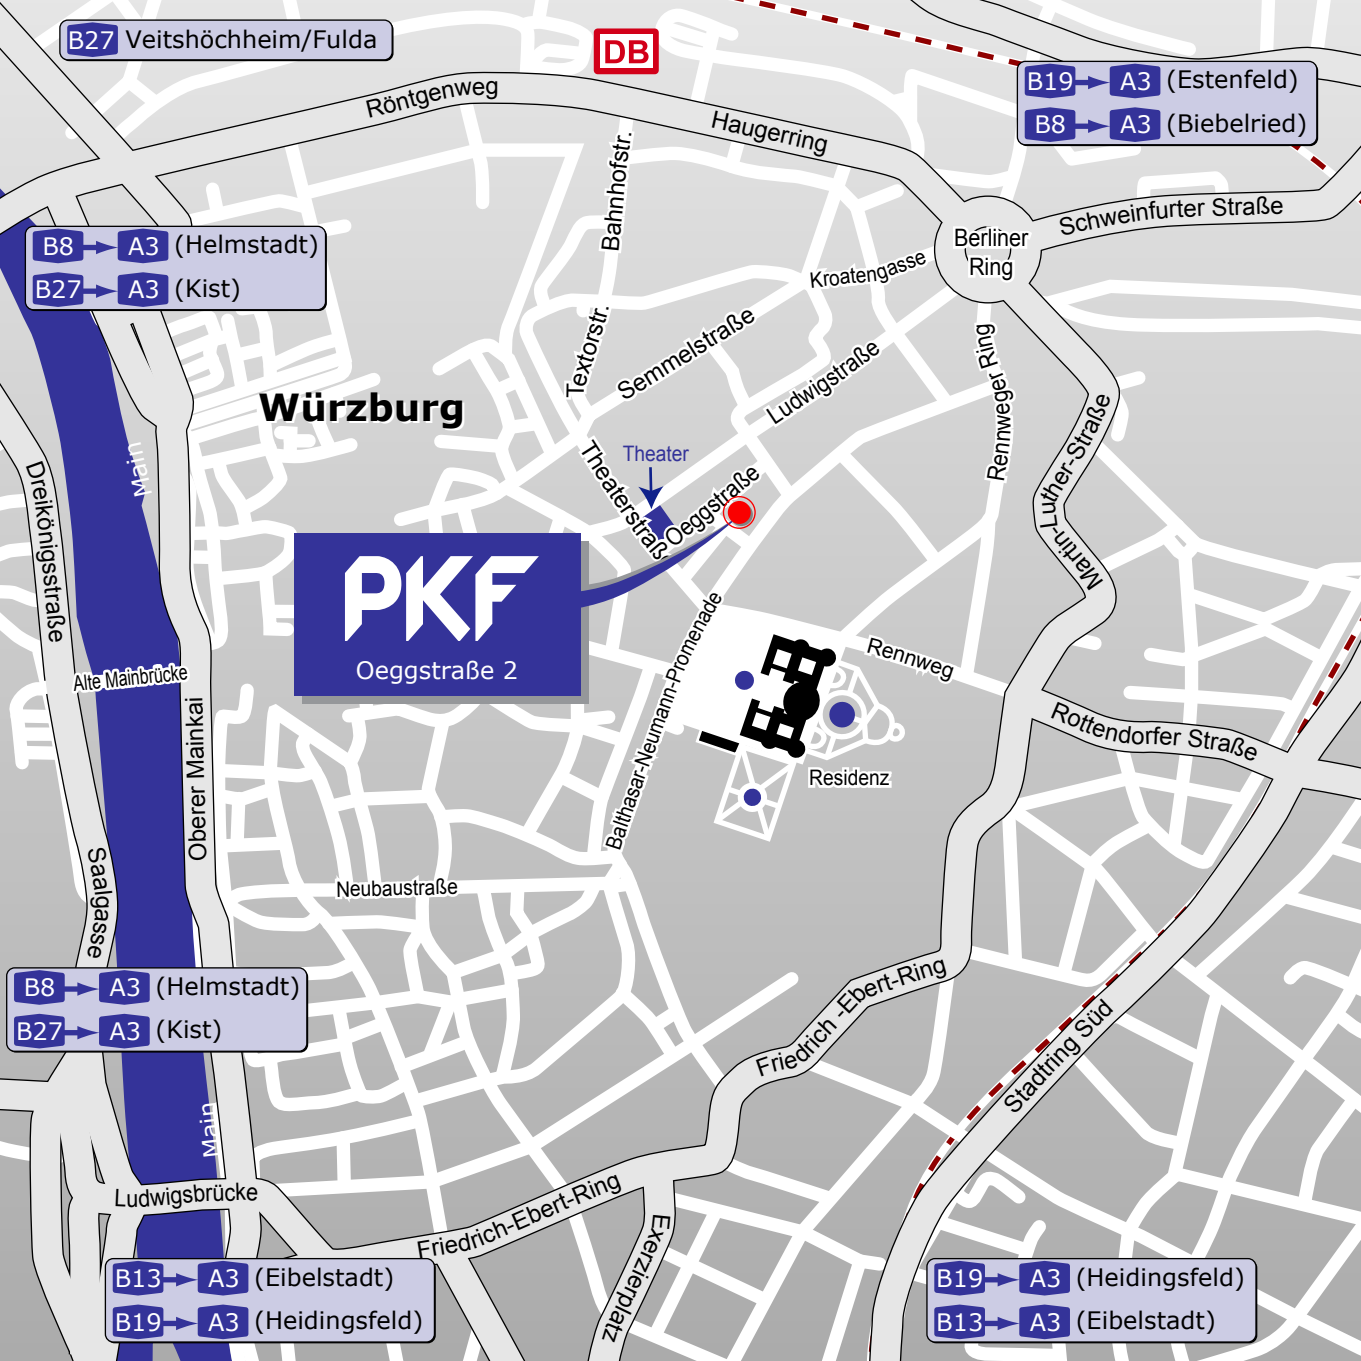 B27 Veitshöchheim/Fulda
DB
B19 A3 (Estenfeld)
B8 A3 (Biebelried)
Röntgenweg
Haugerring
Bahnhofstr.
Schweinfurter Straße
Berliner
Ring
B8 A3 (Helmstadt)
B27 A3 (Kist)
Kroatengasse
Textorstr.
Semmelstraße
Ludwigstraße
Rennweger Ring
Würzburg
Martin-Luther-Straße
Main
Theater
Theaterstraße
Oeggstraße
Dreikönigsstraße
PKF
Oeggstraße 2
Balthasar-Neumann-Promenade
Rennweg
Alte Mainbrücke
Oberer Mainkai
Rottendorfer Straße
Residenz
Saalgasse
Neubaustraße
B8 A3 (Helmstadt)
B27 A3 (Kist)
Friedrich -Ebert-Ring
Stadtring Süd
Main
Ludwigsbrücke
Friedrich-Ebert-Ring
Exerzierplatz
B13 A3 (Eibelstadt)
B19 A3 (Heidingsfeld)
B19 A3 (Heidingsfeld)
B13 A3 (Eibelstadt)